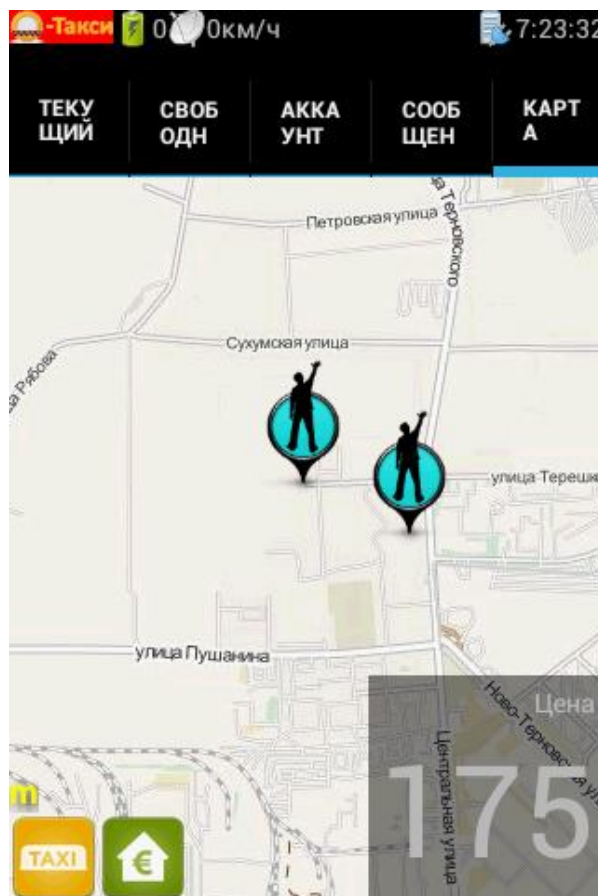 -Такси 0 0км/ч 7:23:32
ТЕКУ
ЩИЙ
СВОБ
ОДН
АККА
УНТ
СООБ
ЩЕН
КАРТ
А
Петровская улица
Терновского
Сухумская улица
Рябова
улица Терешк
улица Пушанина
Ново-Терновская ул
Центральная улица
Цена
175
m
TAXI
€